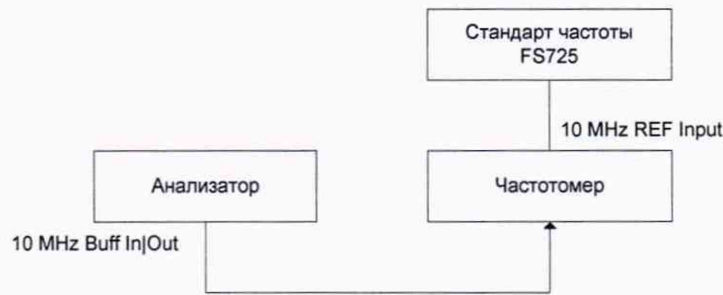 Стандарт частоты
FS725
10 MHz REF Input
Анализатор
Частотомер
10 MHz Buff In|Out